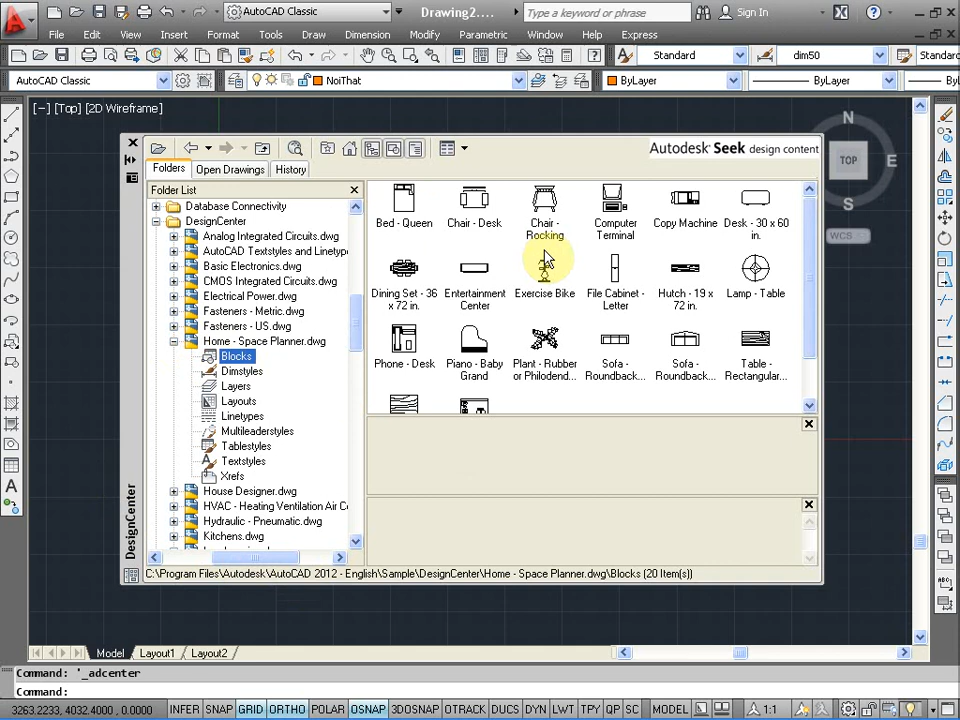 AutoCAD Classic
Drawing2....
Type a keyword or phrase
Sign In
File
Edit
View
Insert
Format
Tools
Draw
Dimension
Modify
Parametric
Window
Help
Express
Standard
dim50
Standard
AutoCAD Classic
NoiThat
ByLayer
ByLayer
[−] [Top] [2D Wireframe]
N
TOP
E
S
WCS
Autodesk Seek design content
Folders
Open Drawings
History
Folder List
Database Connectivity
DesignCenter
Analog Integrated Circuits.dwg
AutoCAD Textstyles and Linetype
Basic Electronics.dwg
CMOS Integrated Circuits.dwg
Electrical Power.dwg
Fasteners - Metric.dwg
Fasteners - US.dwg
Home - Space Planner.dwg
Blocks
Dimstyles
Layers
Layouts
Linetypes
Multileaderstyles
Tablestyles
Textstyles
Xrefs
House Designer.dwg
HVAC - Heating Ventilation Air C
Hydraulic - Pneumatic.dwg
Kitchens.dwg
Bed - Queen
Chair - Desk
Chair -
Rocking
Computer
Terminal
Copy Machine
Desk - 30 x 60
in.
Dining Set - 36
x 72 in.
Entertainment
Center
Exercise Bike
File Cabinet -
Letter
Hutch - 19 x
72 in.
Lamp - Table
Phone - Desk
Piano - Baby
Grand
Plant - Rubber
or Philodend...
Sofa -
Roundback...
Sofa -
Roundback...
Table -
Rectangular...
DesignCenter
C:\Program Files\Autodesk\AutoCAD 2012 - English\Sample\DesignCenter\Home - Space Planner.dwg\Blocks (20 Item(s))
Model
Layout1
Layout2
Command: '_adcenter
Command:
3263.2233, 4032.4000, 0.0000
INFER
SNAP
GRID
ORTHO
POLAR
OSNAP
3DOSNAP
OTRACK
DUCS
DYN
LWT
TPY
QP
SC
MODEL
1:1